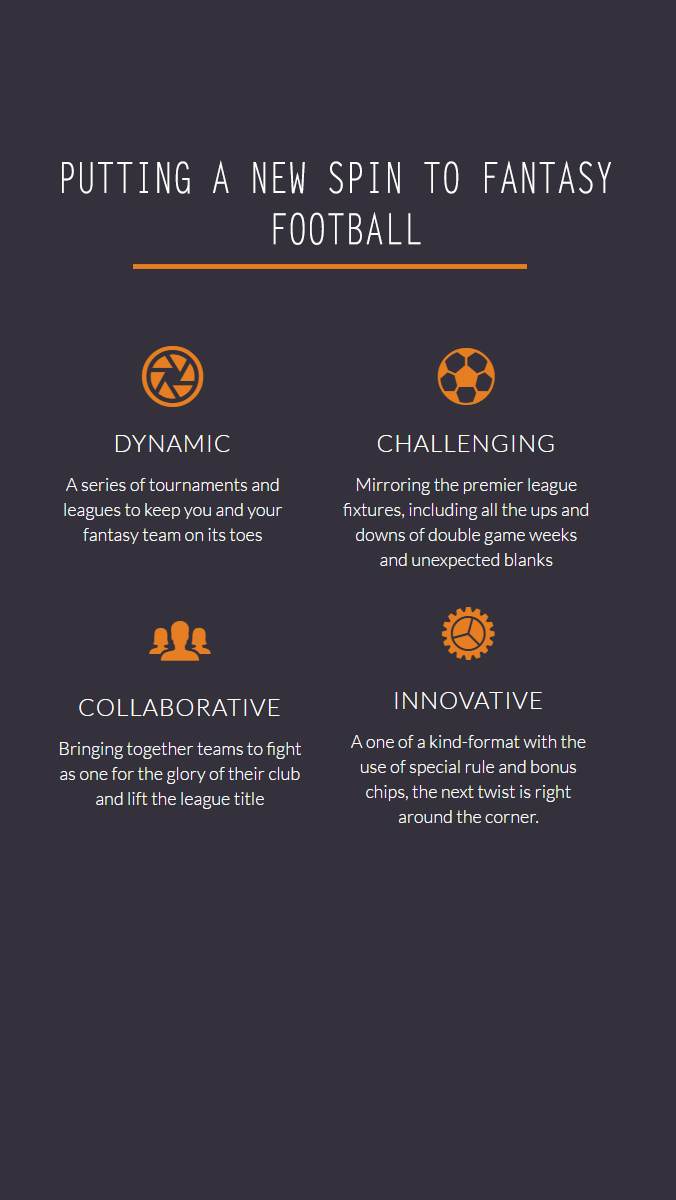 PUTTING A NEW SPIN TO FANTASY
FOOTBALL
DYNAMIC
A series of tournaments and
leagues to keep you and your
fantasy team on its toes
CHALLENGING
Mirroring the premier league
fixtures, including all the ups and
downs of double game weeks
and unexpected blanks
COLLABORATIVE
Bringing together teams to fight
as one for the glory of their club
and lift the league title
INNOVATIVE
A one of a kind-format with the
use of special rule and bonus
chips, the next twist is right
around the corner.